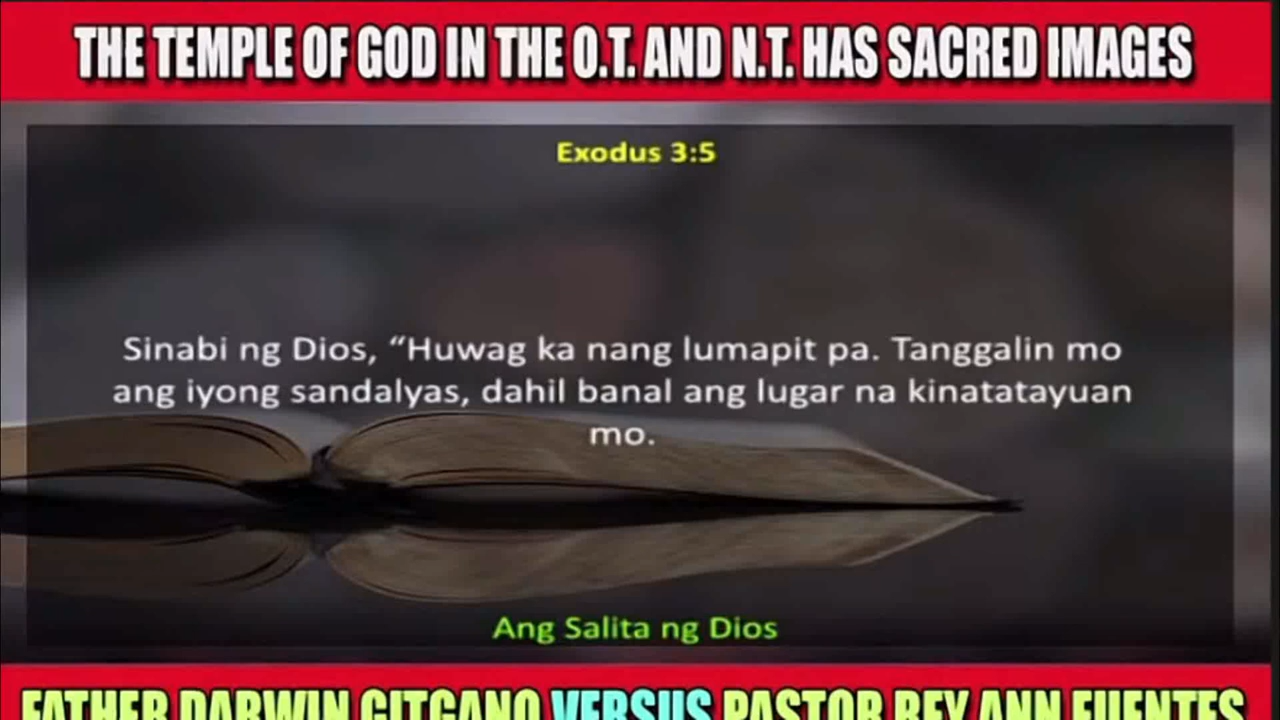 THE TEMPLE OF GOD IN THE O.T. AND N.T. HAS SACRED IMAGES
Exodus 3:5
Sinabi ng Dios, “Huwag ka nang lumapit pa. Tanggalin mo
ang iyong sandalyas, dahil banal ang lugar na kinatatayuan
mo.
Ang Salita ng Dios
FATHER DARWIN GITGANO VERSUS PASTOR REY ANN FUENTES